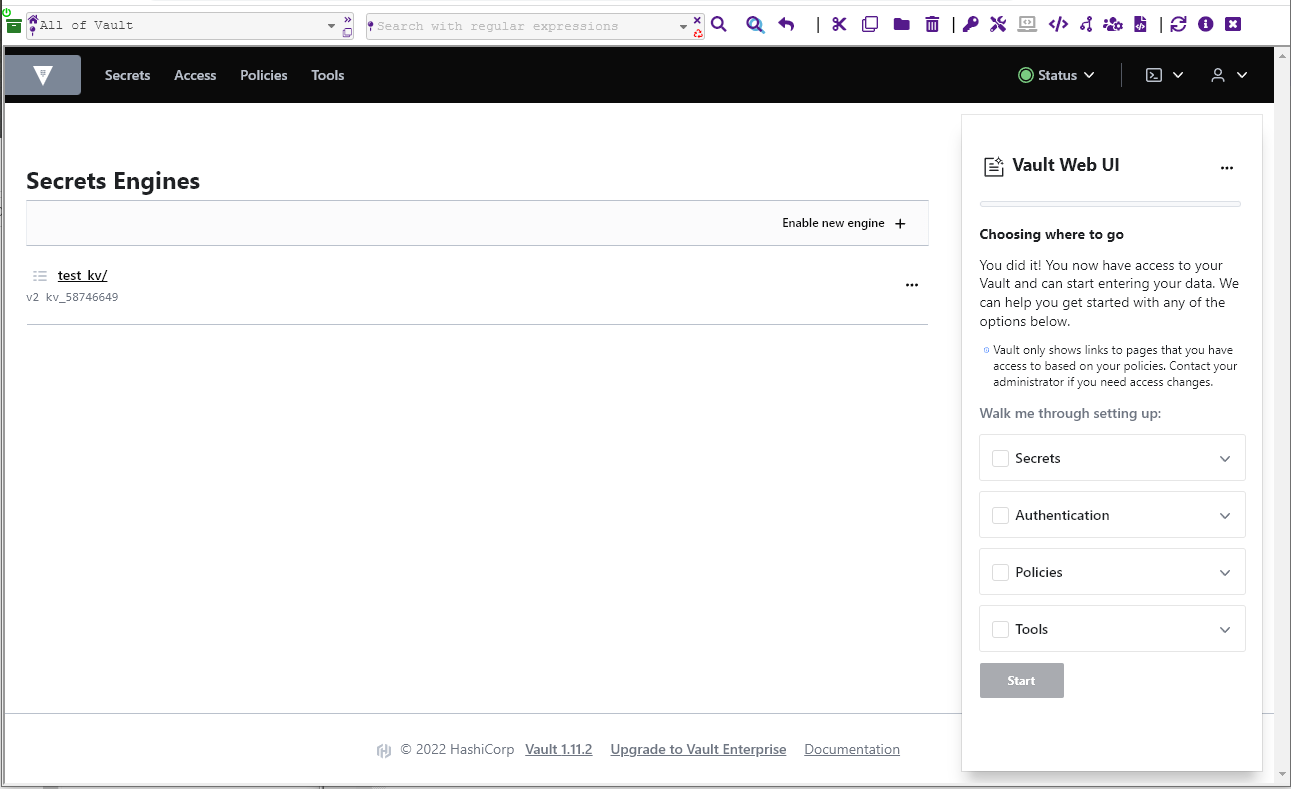 All of Vault
Search with regular expressions
Secrets Access Policies Tools
Status
Secrets Engines
Enable new engine
test_kv/
v2 kv_58746649
Vault Web UI
Choosing where to go
You did it! You now have access to your
Vault and can start entering your data. We
can help you get started with any of the
options below.
Vault only shows links to pages that you have
access to based on your policies. Contact your
administrator if you need access changes.
Walk me through setting up:
Secrets
Authentication
Policies
Tools
Start
© 2022 HashiCorp Vault 1.11.2 Upgrade to Vault Enterprise Documentation